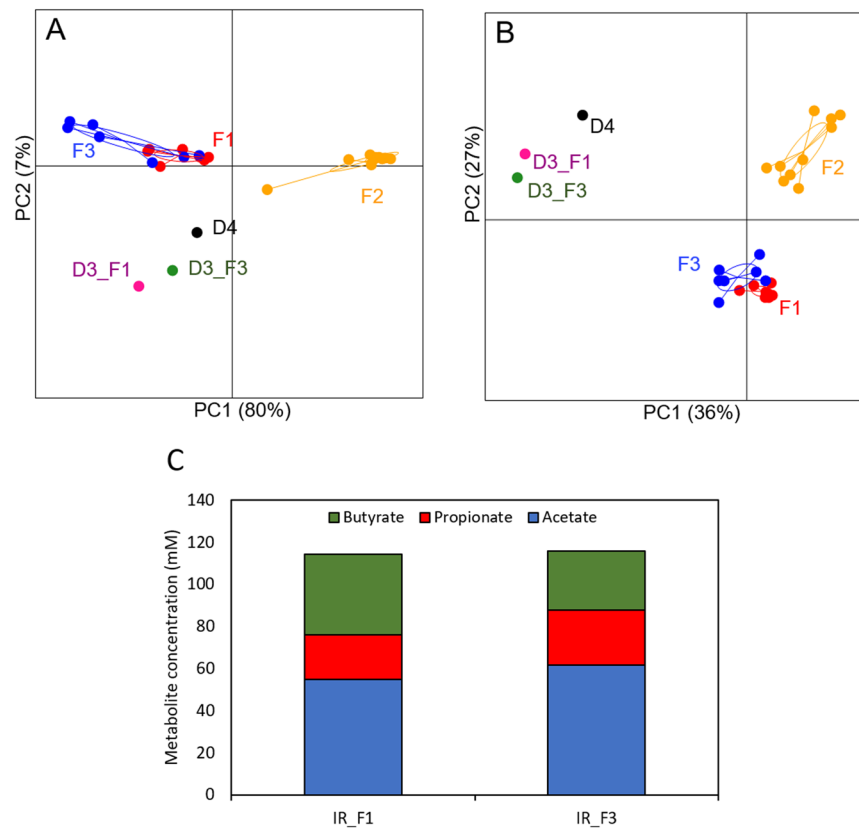 A
F3
F1
F2
D4
D3_F1
D3_F3
PC2 (7%)
PC1 (80%)
B
D4
D3_F1
D3_F3
F2
F3
F1
PC2 (27%)
PC1 (36%)
C
Metabolite concentration (mM)
140
120
100
80
60
40
20
0
Butyrate Propionate Acetate
IR_F1 IR_F3